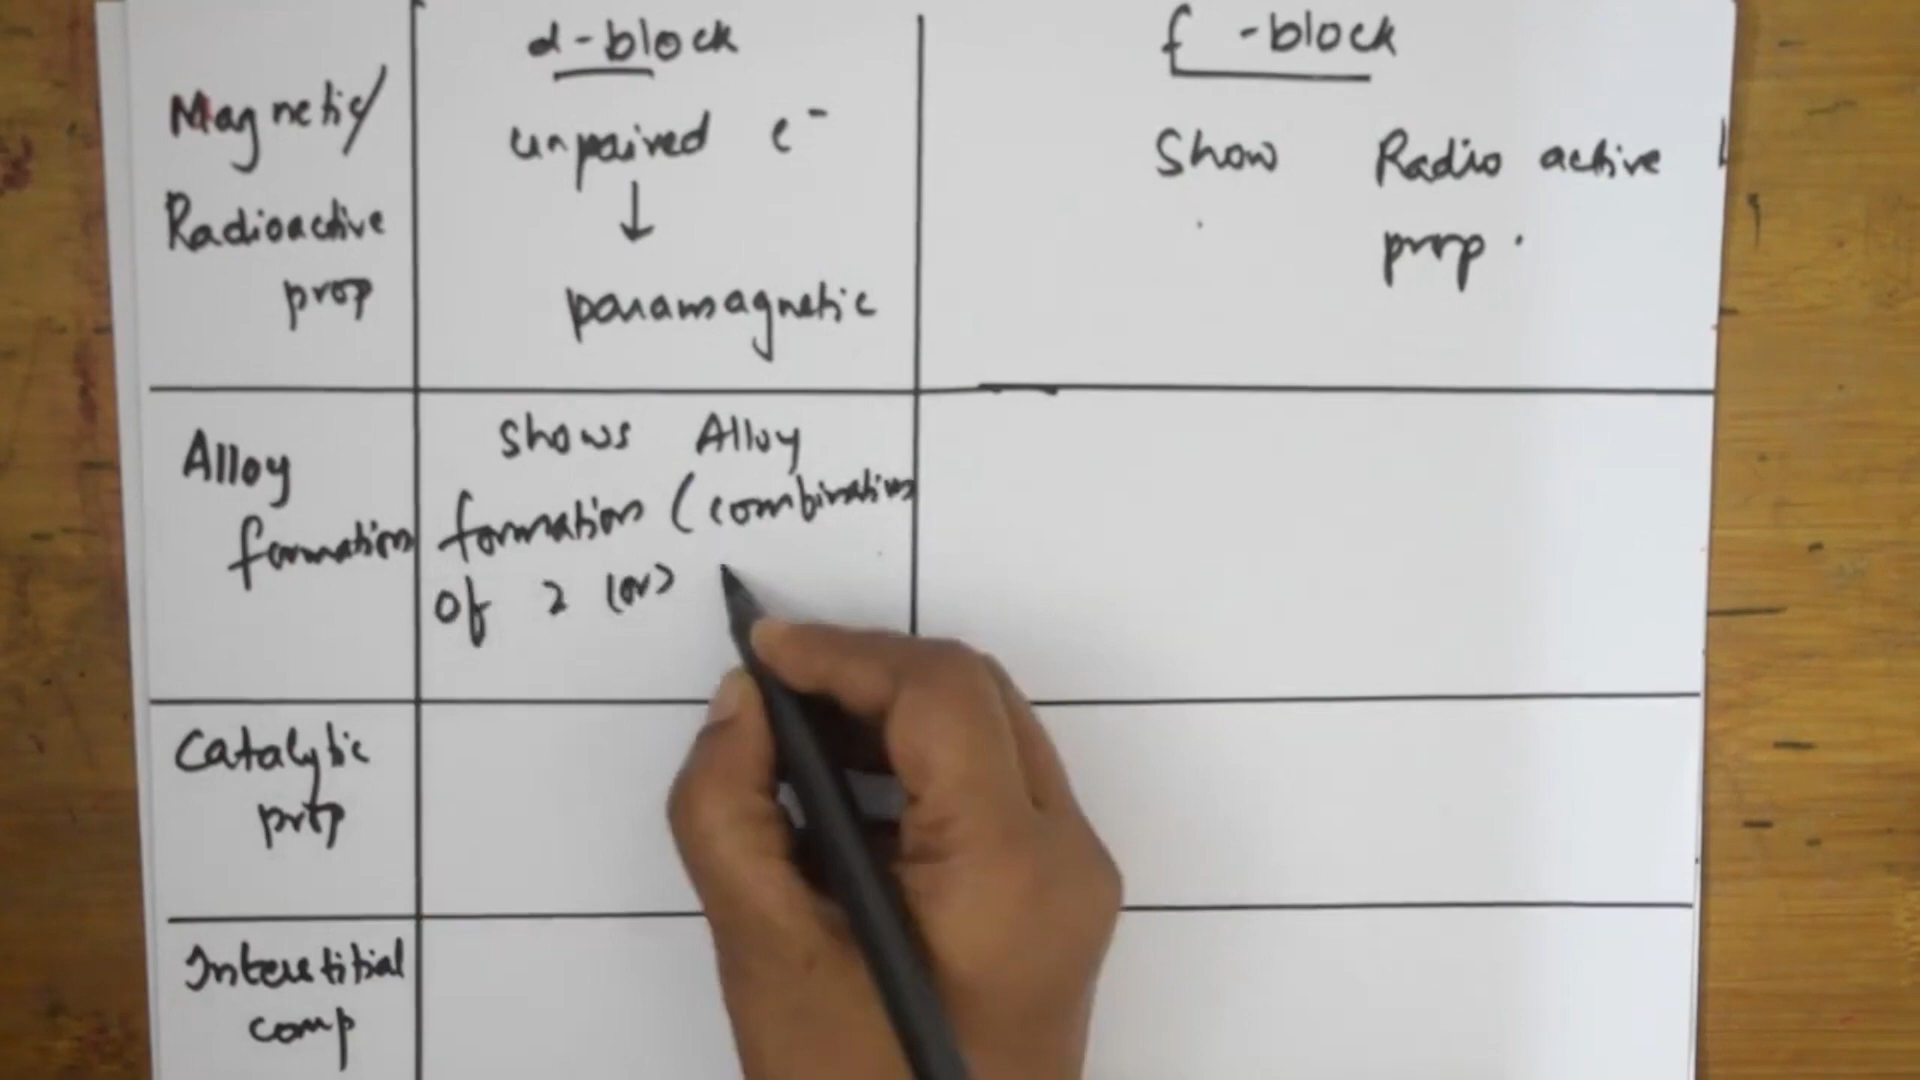 d-block
f-block
Magnetic/
Radioactive
prop
unpaired e⁻
↓
paramagnetic
Show Radio active
prop.
Alloy
formation
shows Alloy
formation (combination
of 2 (or)
Catalytic
prop
Interstitial
comp